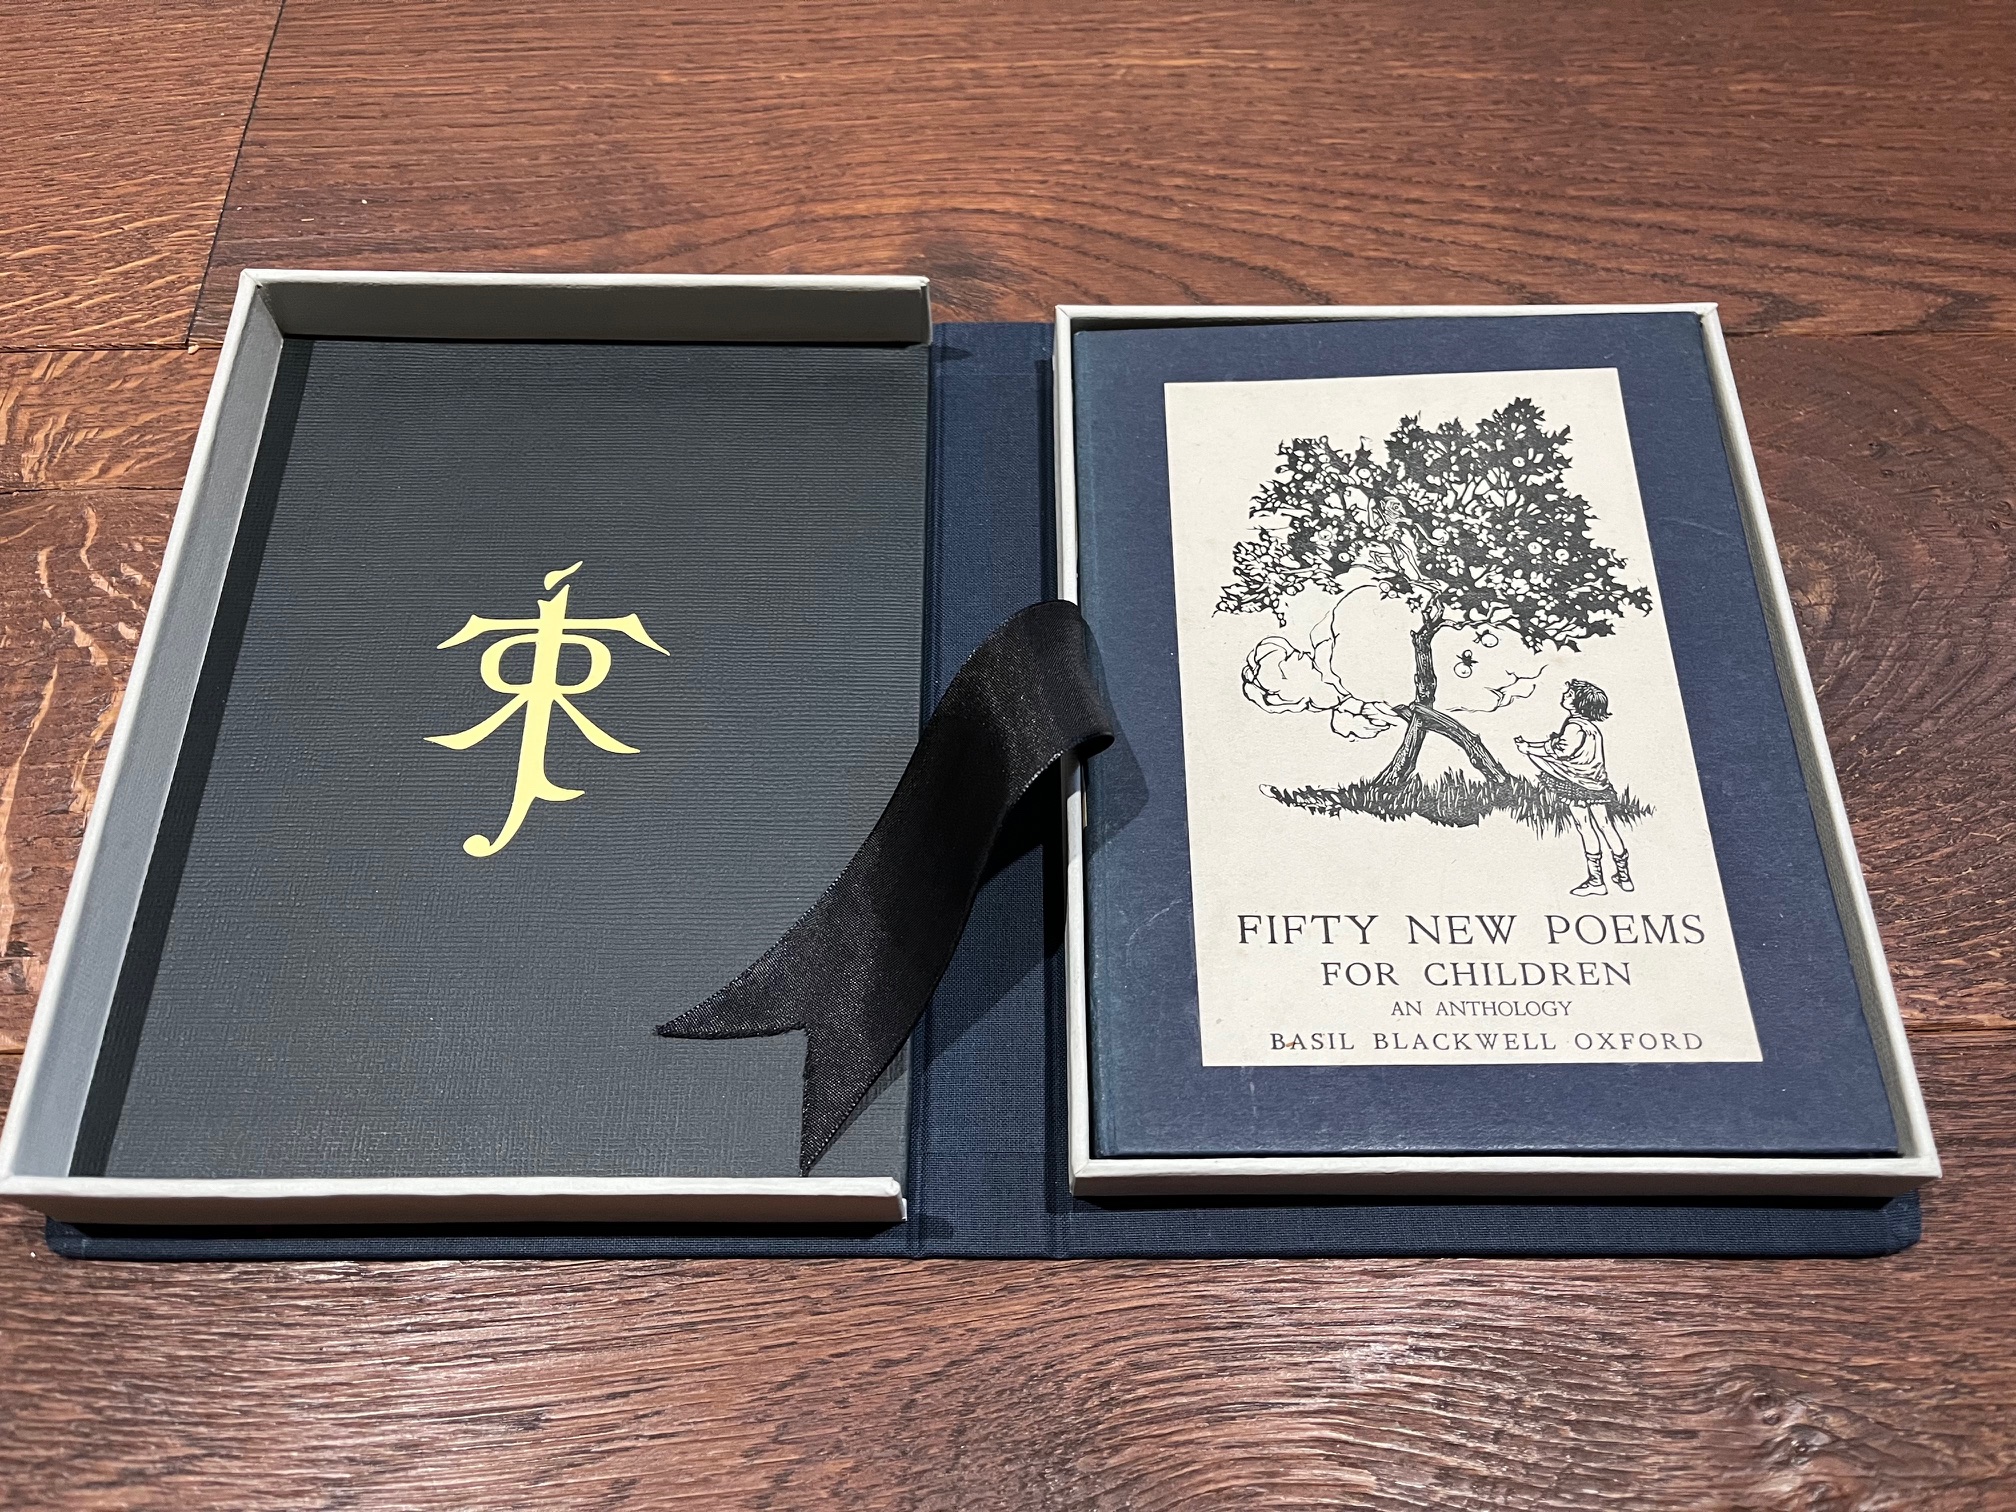 FIFTY NEW POEMS
FOR CHILDREN
AN ANTHOLOGY
BASIL BLACKWELL OXFORD